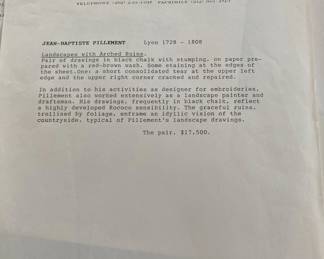 JEAN-BAPTISTE PILLEMENT Lyon 1728 - 1808
Landscapes with Arched Ruins.
Pair of drawings in black chalk with stumping, on paper pre-
pared with a red-brown wash. Some staining at the edges of
the sheet. One: a short consolidated tear at the upper left
edge and the upper right corner cracked and repaired.
In addition to his activities as designer for embroideries,
Pillement also worked extensively as a landscape painter and
draftsman. His drawings, frequently in black chalk, reflect
a highly developed Rococo sensibility. The graceful ruins,
trellised by foliage, enframe an idyllic vision of the
countryside, typical of Pillement's landscape drawings.
The pair, $17,500.